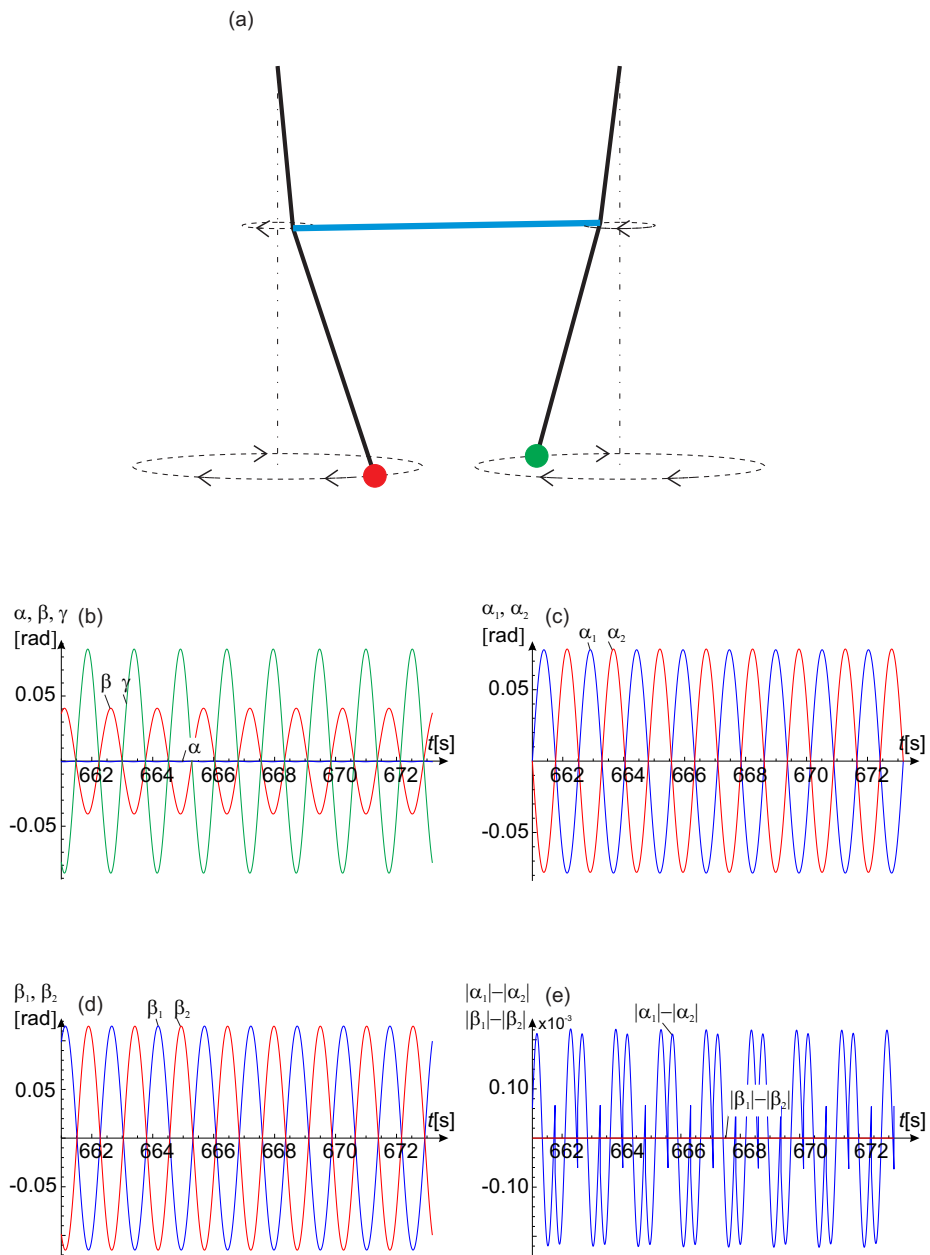 (a)
α, β, γ (b)
[rad]
β γ
0.05
α
t[s]
662 664 666 668 670 672
-0.05
α₁, α₂ (c)
[rad]
α₁ α₂
0.05
t[s]
662 664 666 668 670 672
-0.05
β₁, β₂ (d)
[rad]
β₁ β₂
0.05
t[s]
662 664 666 668 670 672
-0.05
|α₁|–|α₂| (e)
|β₁|–|β₂| x10⁻³
|α₁|–|α₂|
0.10
|β₁|–|β₂|
t[s]
662 664 666 668 670 672
-0.10